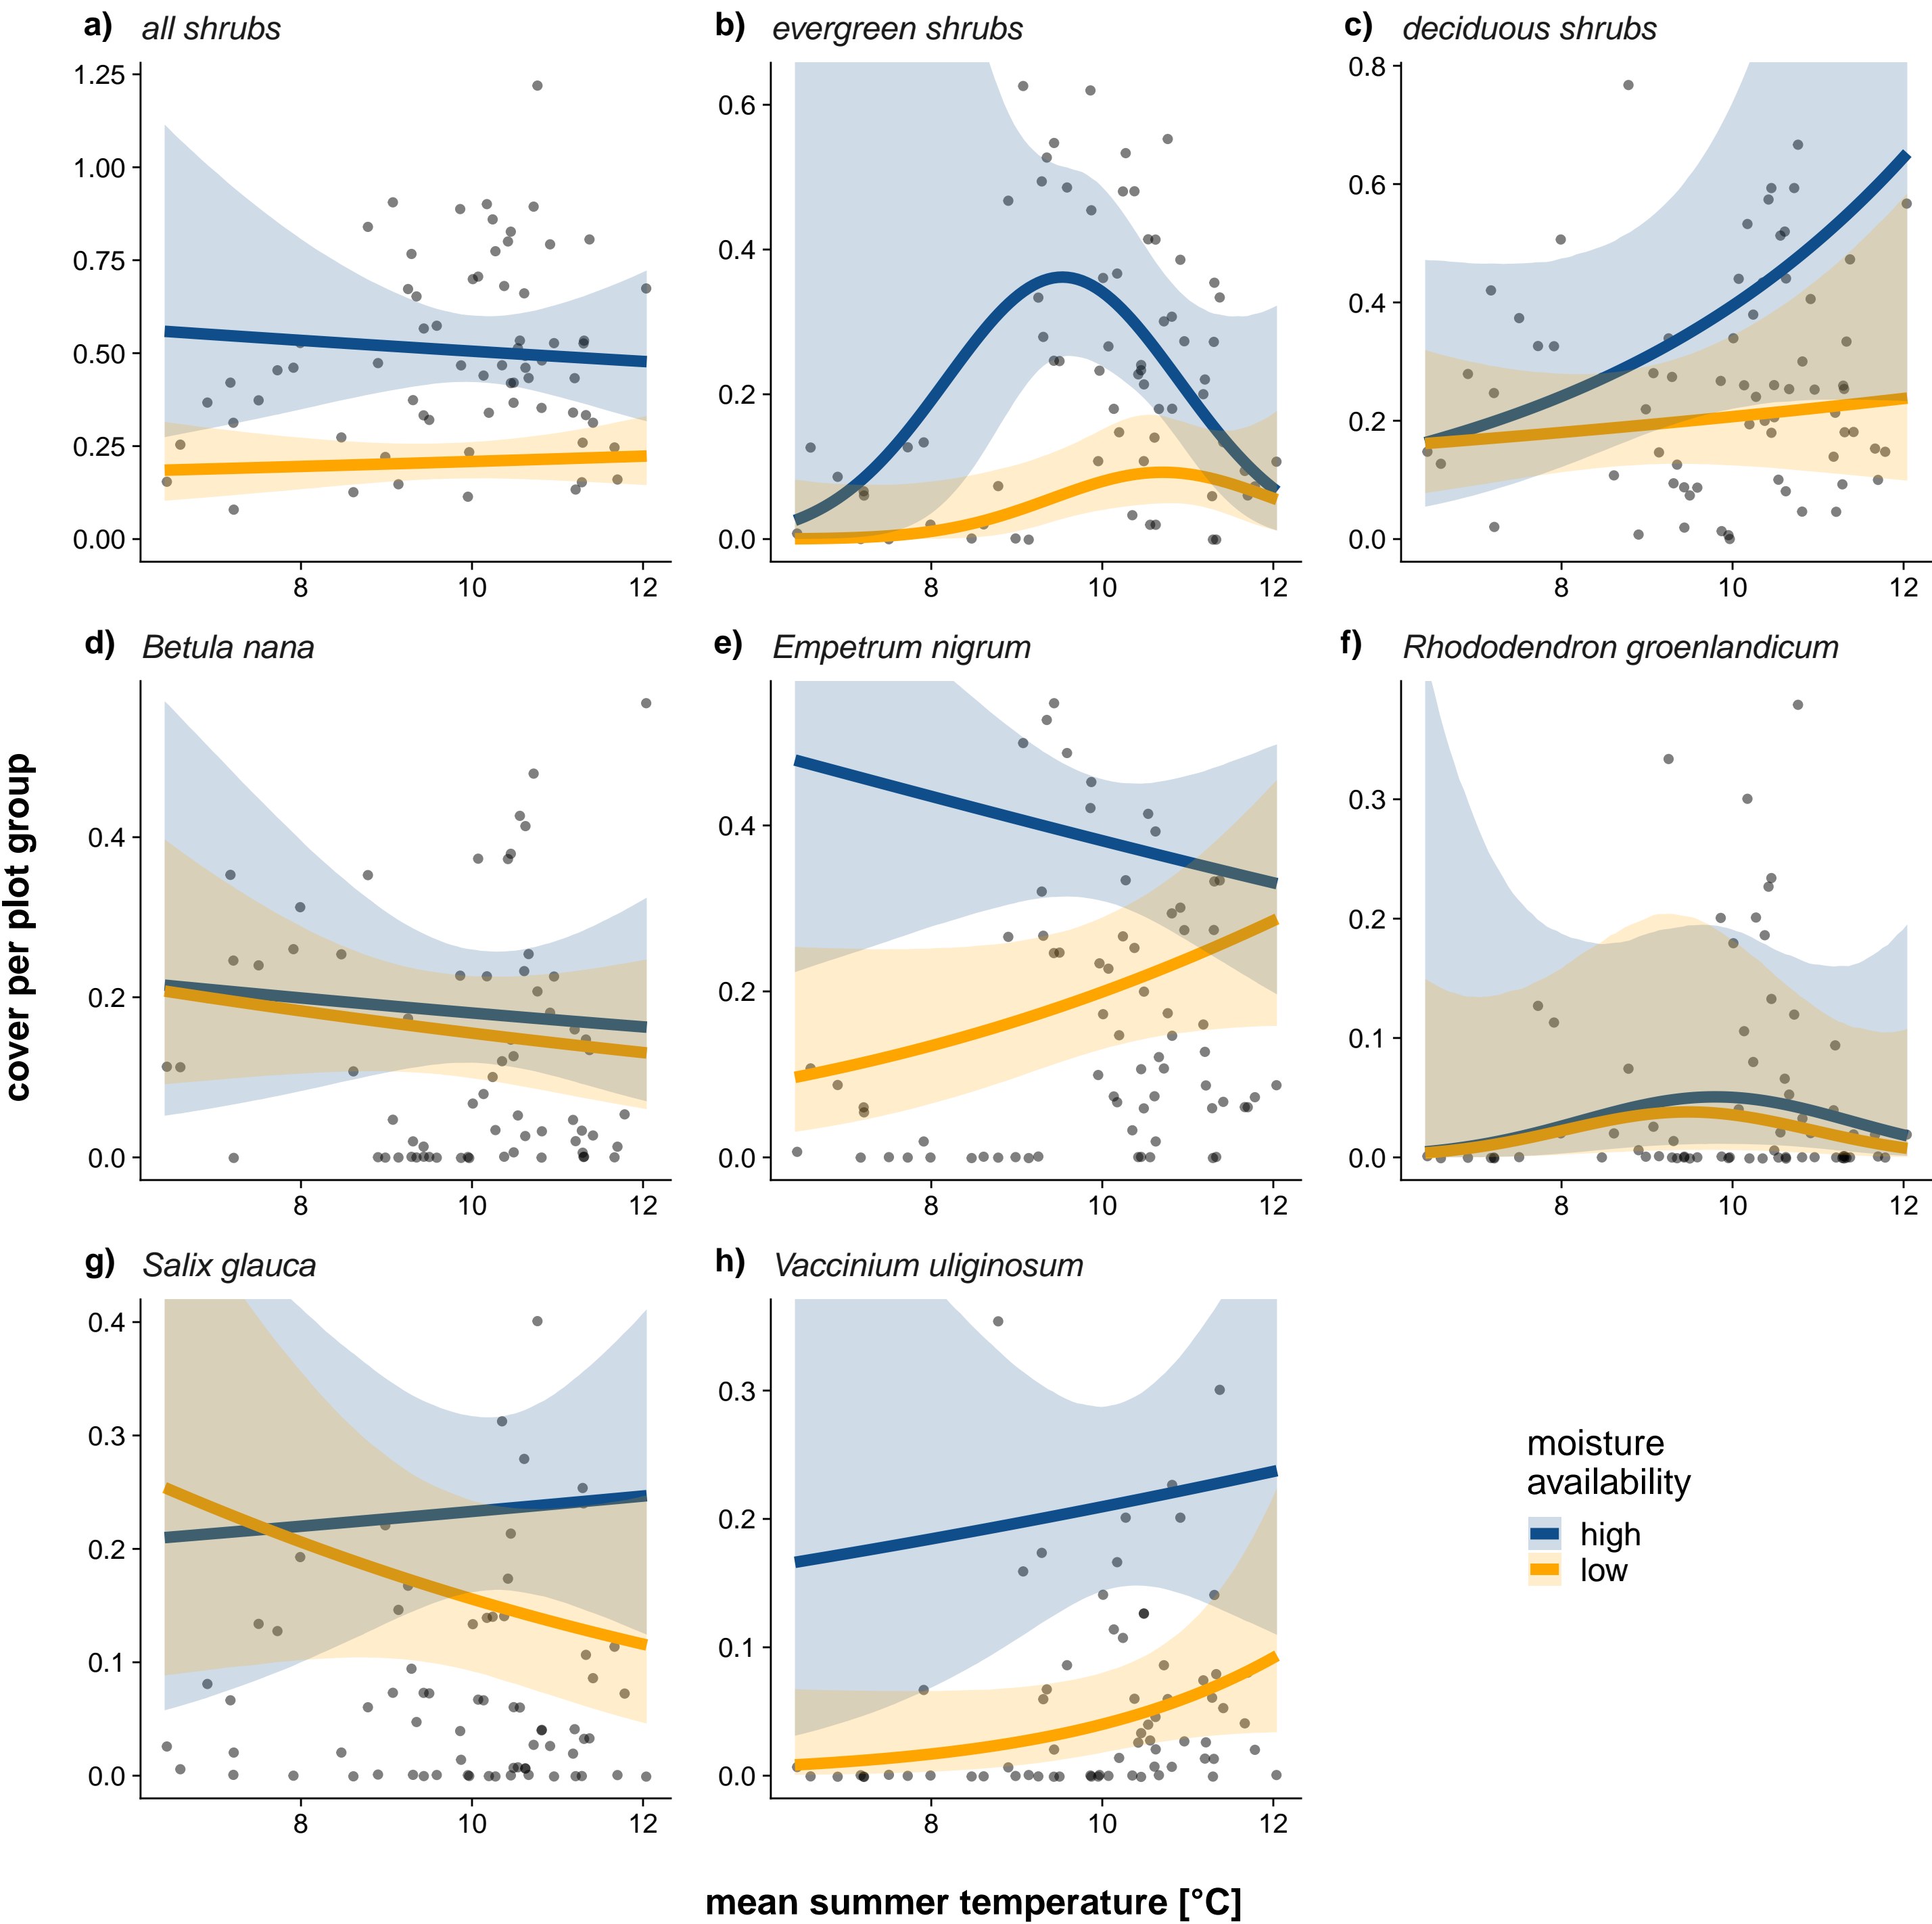 a) all shrubs
b) evergreen shrubs
c) deciduous shrubs
1.25
1.00
0.75
0.50
0.25
0.00
8 10 12
0.6
0.4
0.2
0.0
8 10 12
0.8
0.6
0.4
0.2
0.0
8 10 12
d) Betula nana
e) Empetrum nigrum
f) Rhododendron groenlandicum
cover per plot group
0.4
0.2
0.0
8 10 12
0.4
0.2
0.0
8 10 12
0.3
0.2
0.1
0.0
8 10 12
g) Salix glauca
h) Vaccinium uliginosum
0.4
0.3
0.2
0.1
0.0
8 10 12
0.3
0.2
0.1
0.0
8 10 12
moisture
availability
high
low
mean summer temperature [°C]